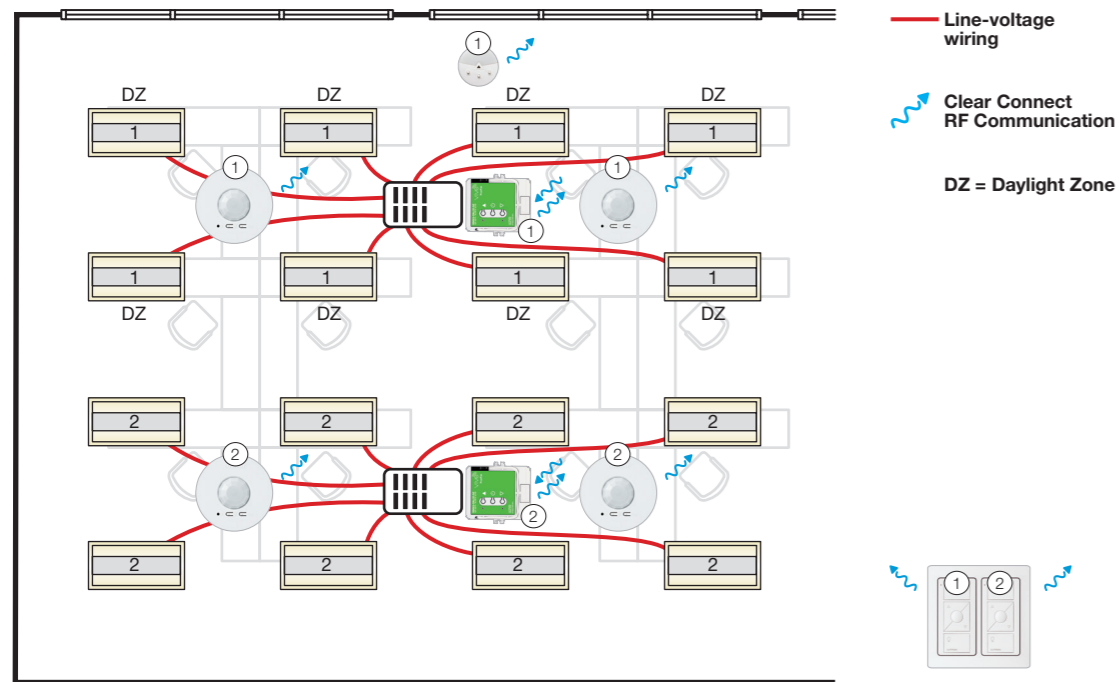 Line-voltage
wiring
Clear Connect
RF Communication
DZ = Daylight Zone
1
DZ DZ DZ DZ
1 1 1 1
1 1
1
1 1 1 1
DZ DZ DZ DZ
2 2 2 2
2 2
2
2 2 2 2
1 2